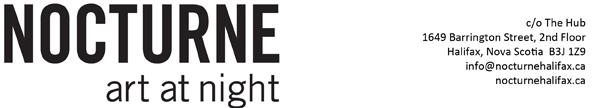 NOCTURNE
art at night
c/o The Hub
1649 Barrington Street, 2nd Floor
Halifax, Nova Scotia  B3J 1Z9
info@nocturnehalifax.ca
nocturnehalifax.ca